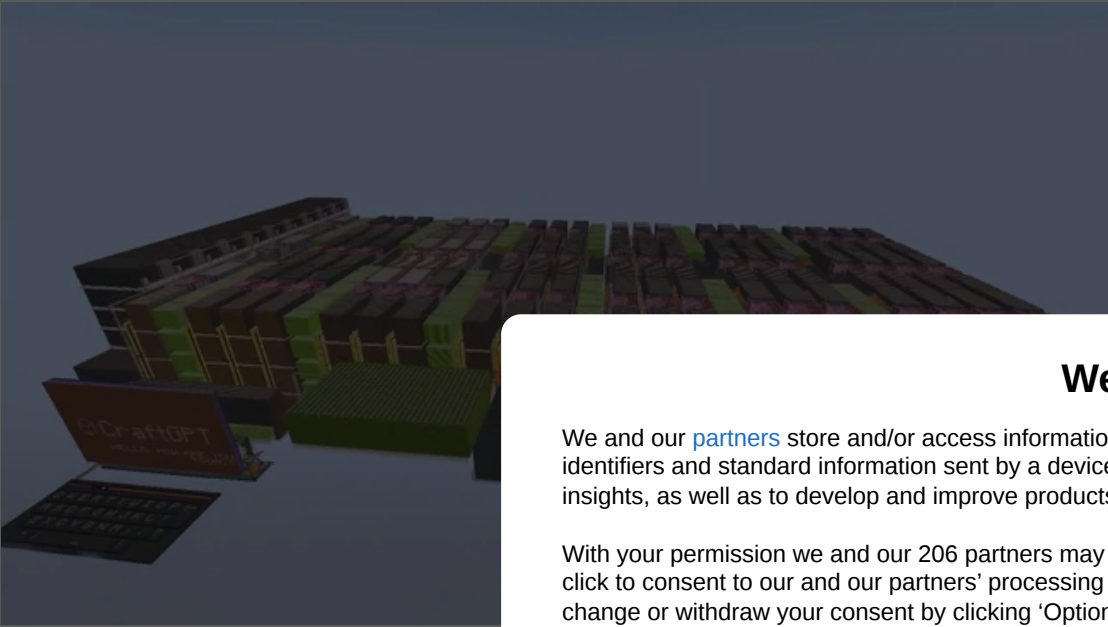 CraftGPT
We
We and our partners store and/or access informatio
identifiers and standard information sent by a device
insights, as well as to develop and improve products
With your permission we and our 206 partners may
click to consent to our and our partners’ processing
change or withdraw your consent by clicking ‘Option